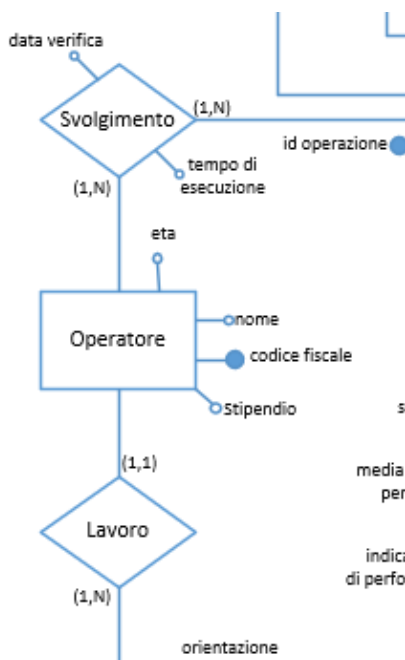 data verifica
Svolgimento
(1,N)
id operazione
tempo di
esecuzione
(1,N)
eta
nome
Operatore
codice fiscale
Stipendio
(1,1)
media
Lavoro
(1,N)
orientazione